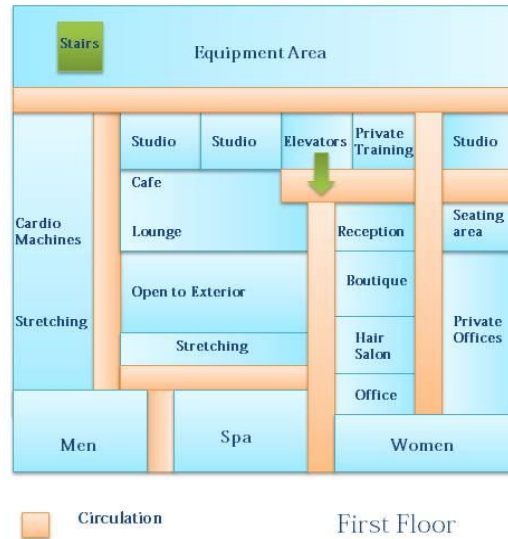 Stairs
Equipment Area
Studio
Studio
Elevators
Private
Training
Studio
Cafe
Lounge
Cardio
Machines
Stretching
Reception
Seating
area
Open to Exterior
Boutique
Stretching
Hair
Salon
Private
Offices
Office
Men
Spa
Women
Circulation
First Floor